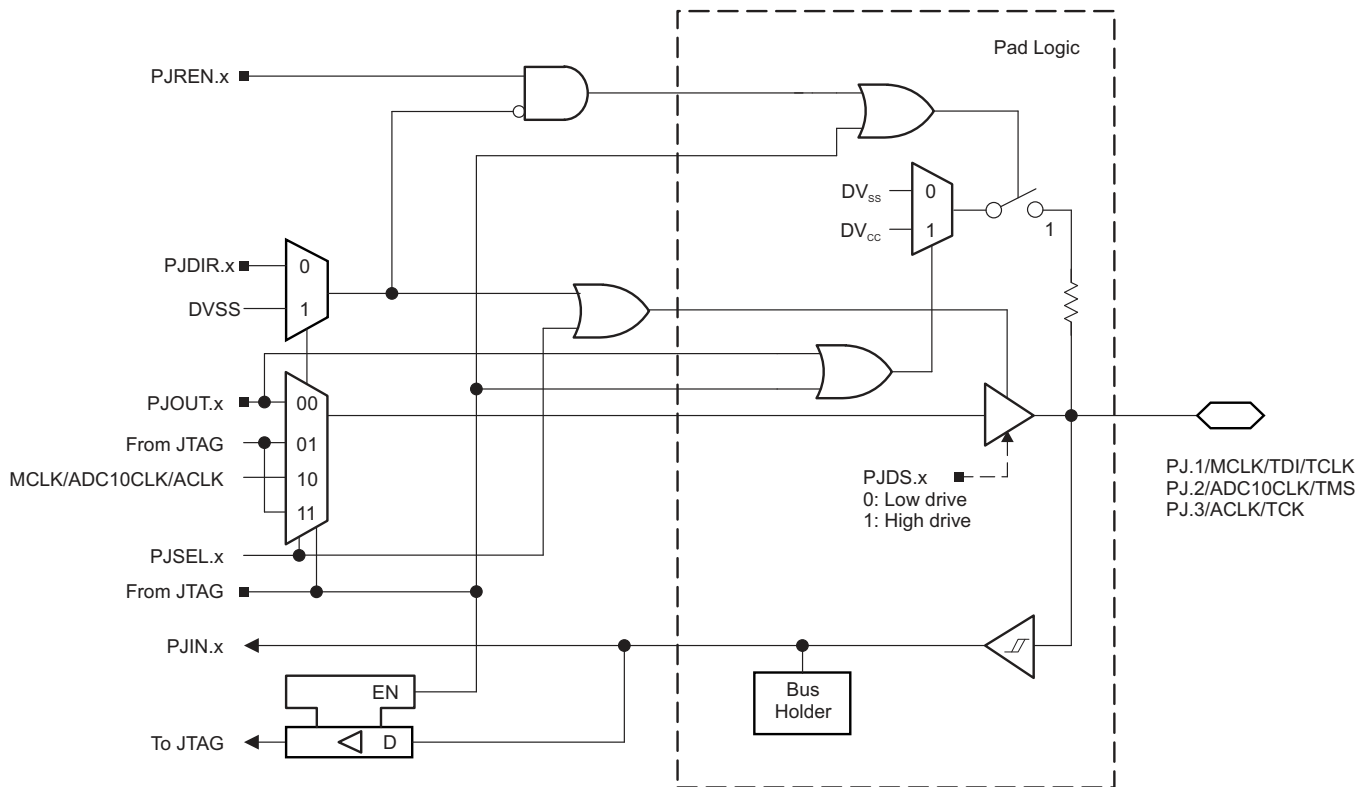 Pad Logic
PJREN.x
DVSS
0
DVCC
1
1
PJDIR.x
0
DVSS
1
PJOUT.x
00
From JTAG
01
MCLK/ADC10CLK/ACLK
10
11
PJDS.x
0: Low drive
1: High drive
PJ.1/MCLK/TDI/TCLK
PJ.2/ADC10CLK/TMS
PJ.3/ACLK/TCK
PJSEL.x
From JTAG
PJIN.x
Bus
Holder
EN
To JTAG
D